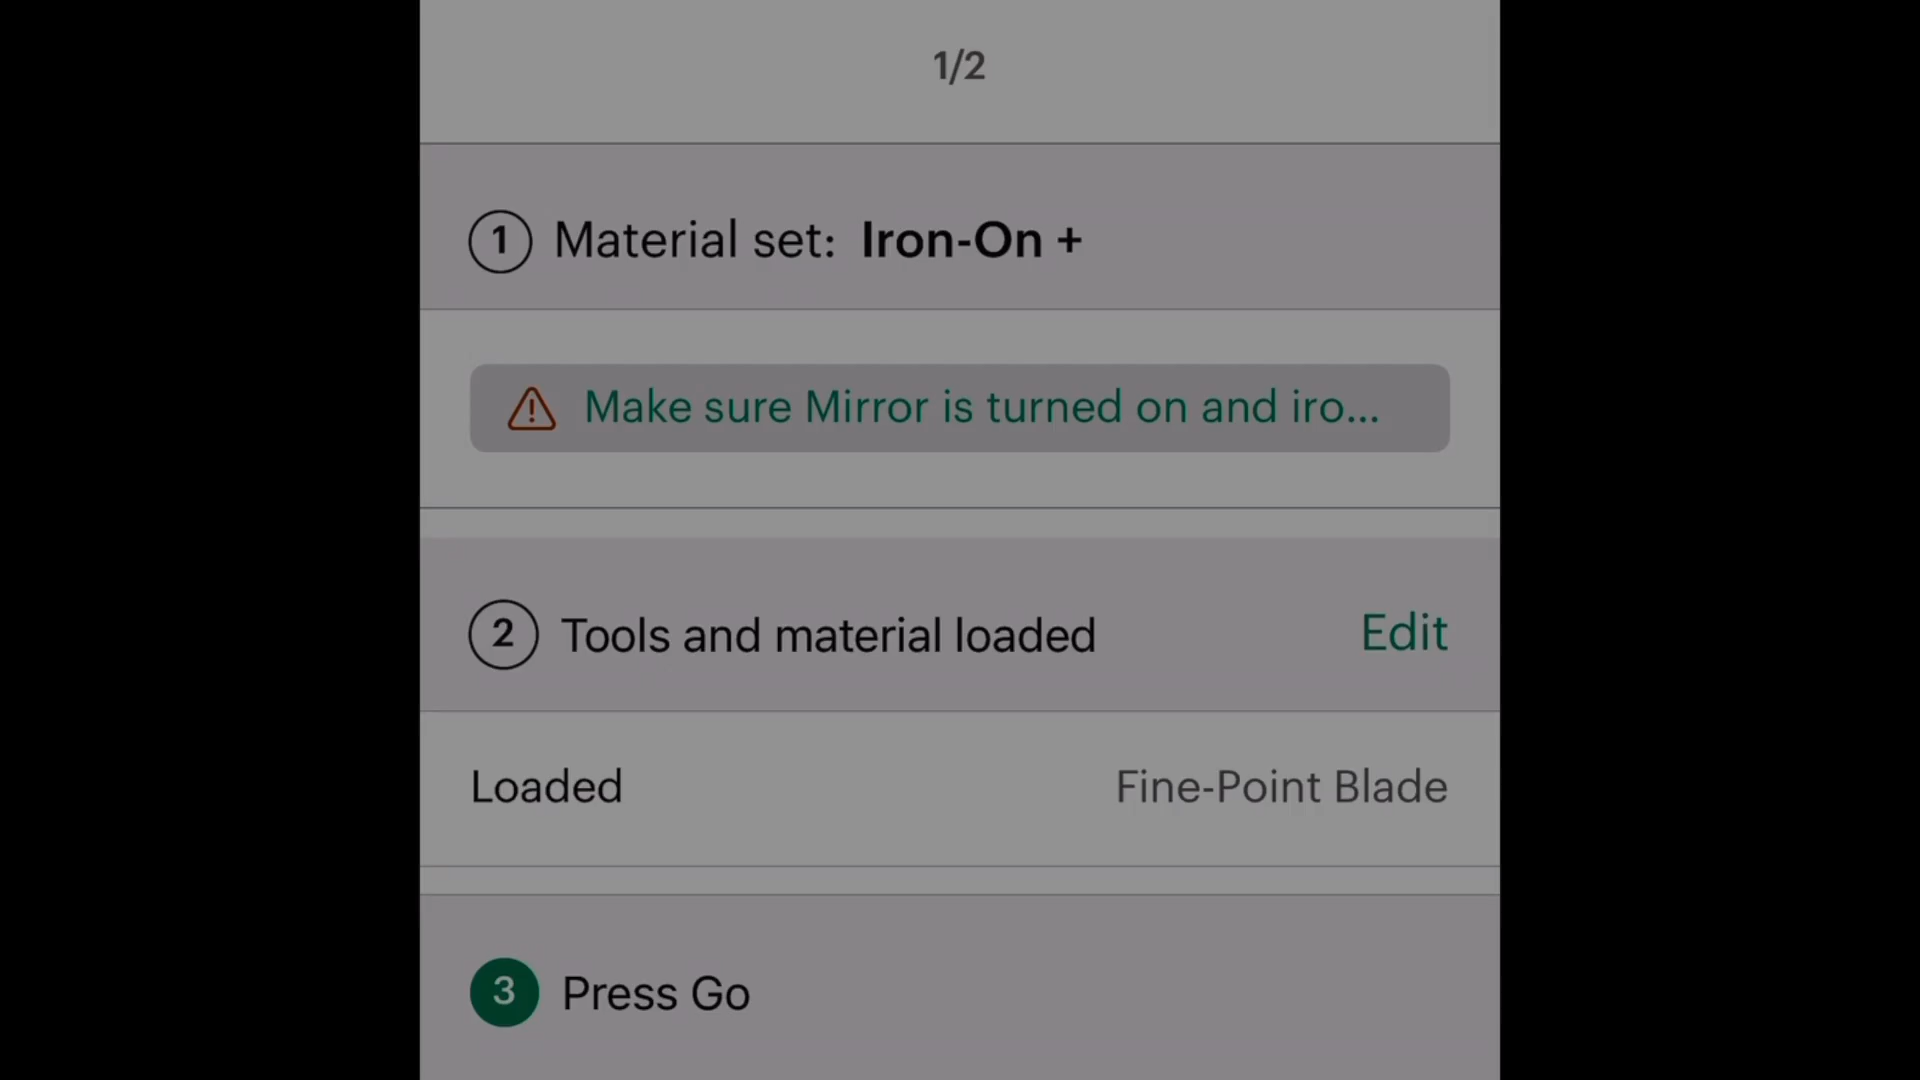 1/2
1 Material set: Iron-On +
Make sure Mirror is turned on and iro...
2 Tools and material loaded Edit
Loaded Fine-Point Blade
3 Press Go